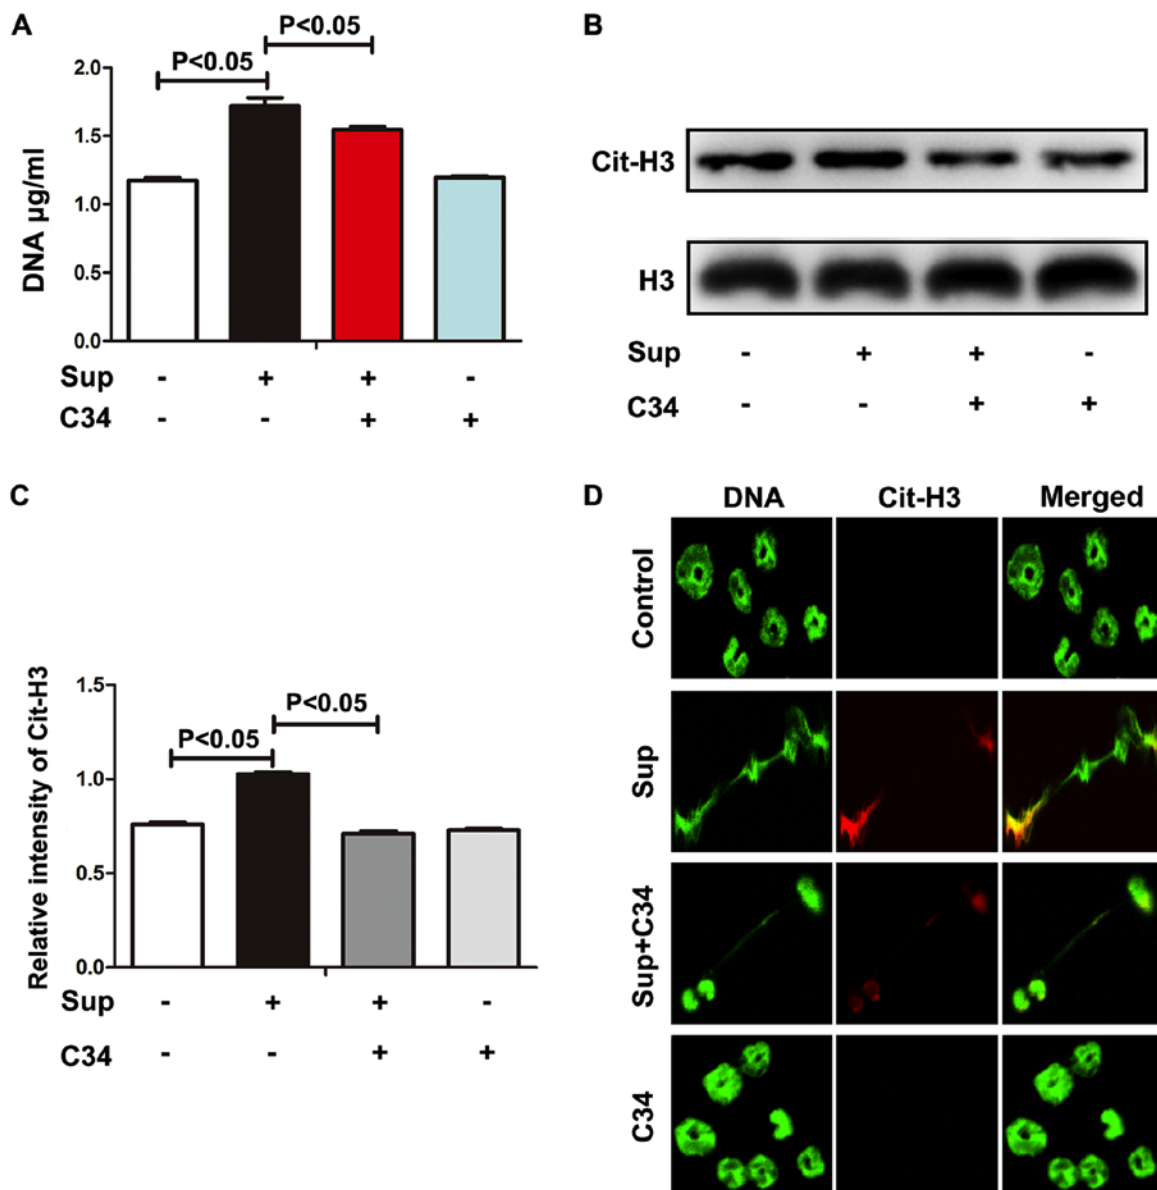 A
P<0.05
P<0.05
DNA µg/ml
2.0
1.5
1.0
0.5
0.0
Sup - + + -
C34 - - + +
B
Cit-H3
H3
Sup - + + -
C34 - - + +
C
Relative intensity of Cit-H3
P<0.05
P<0.05
1.5
1.0
0.5
0.0
Sup - + + -
C34 - - + +
D
DNA Cit-H3 Merged
Control
Sup
Sup+C34
C34